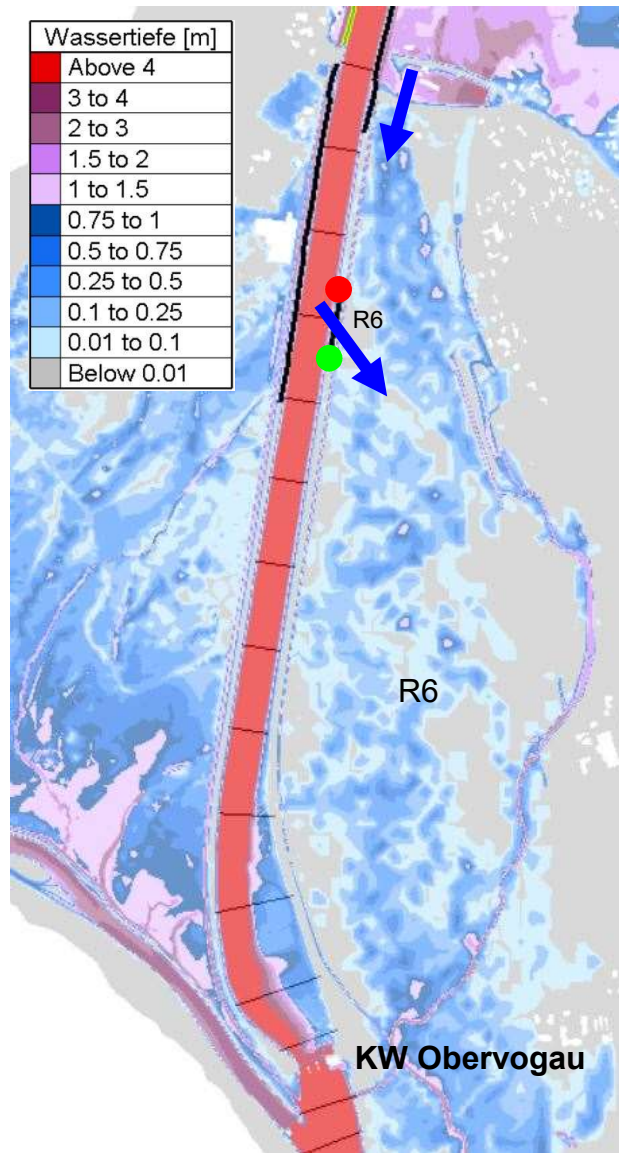 Wassertiefe [m]
Above 4
3 to 4
2 to 3
1.5 to 2
1 to 1.5
0.75 to 1
0.5 to 0.75
0.25 to 0.5
0.1 to 0.25
0.01 to 0.1
Below 0.01
R6
R6
KW Obervogau